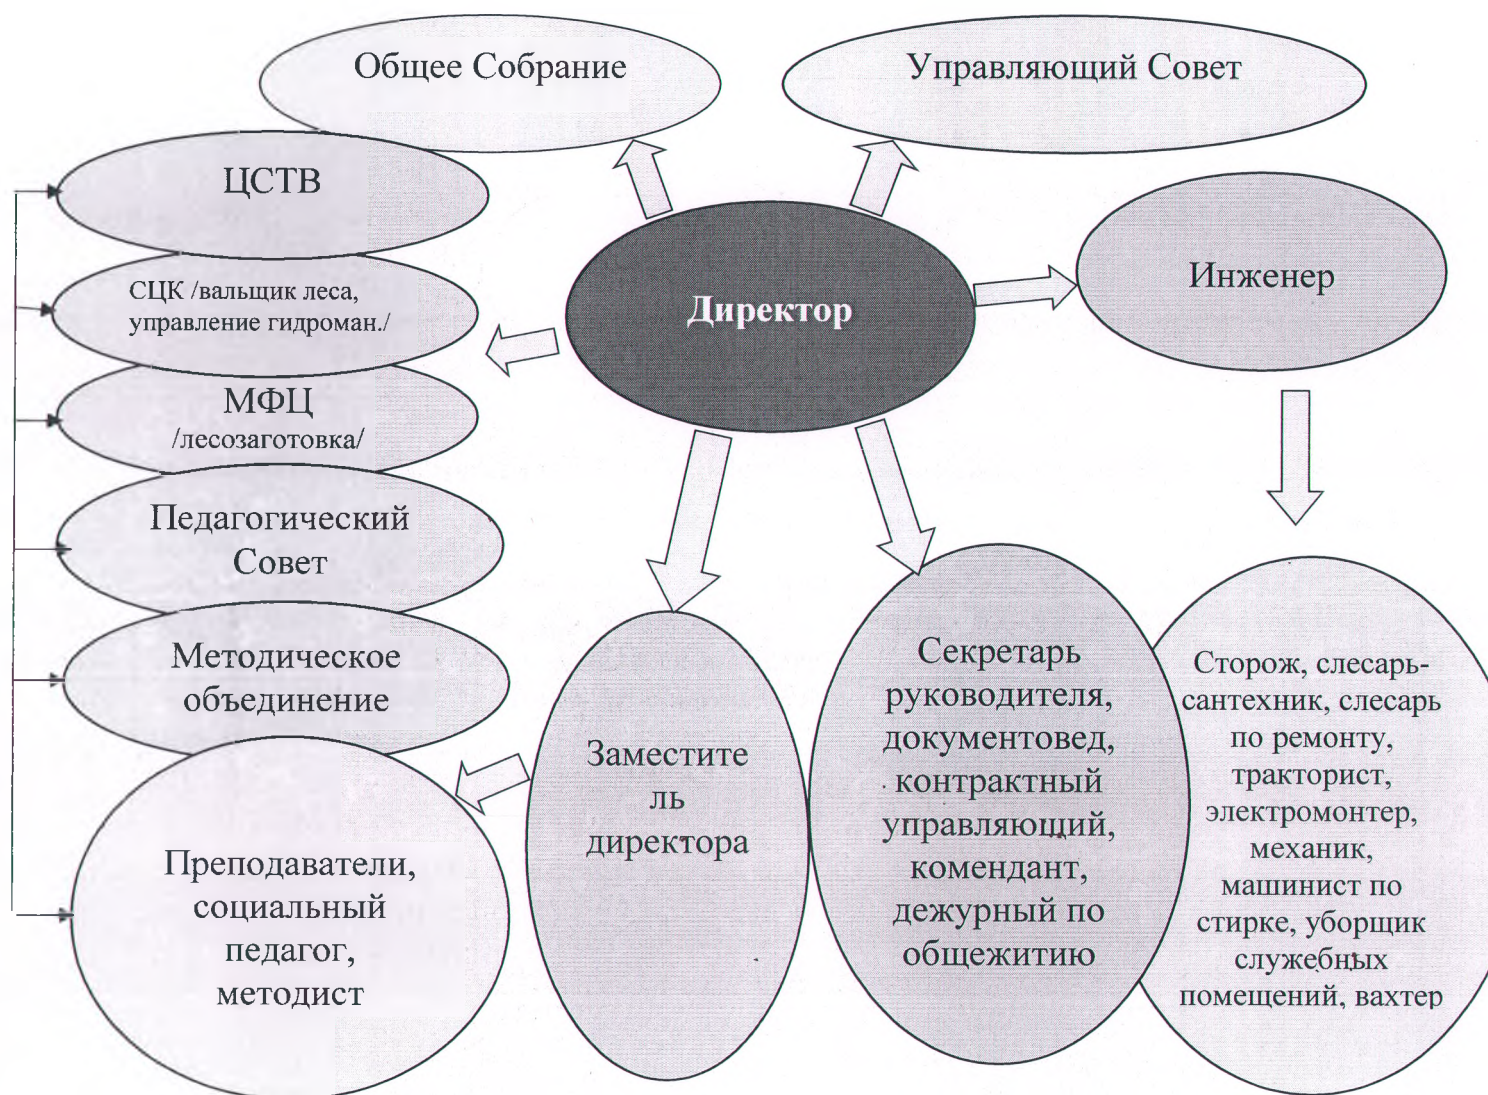 Общее Собрание
Управляющий Совет
ЦСТВ
СЦК /вальщик леса,
управление гидроман./
МФЦ
/лесозаготовка/
Педагогический
Совет
Методическое
объединение
Преподаватели,
социальный
педагог,
методист
Директор
Инженер
Заместите
ль
директора
Секретарь
руководителя,
документовед,
контрактный
управляющий,
комендант,
дежурный по
общежитию
Сторож, слесарь-
сантехник, слесарь
по ремонту,
тракторист,
электромонтер,
механик,
машинист по
стирке, уборщик
служебных
помещений, вахтер